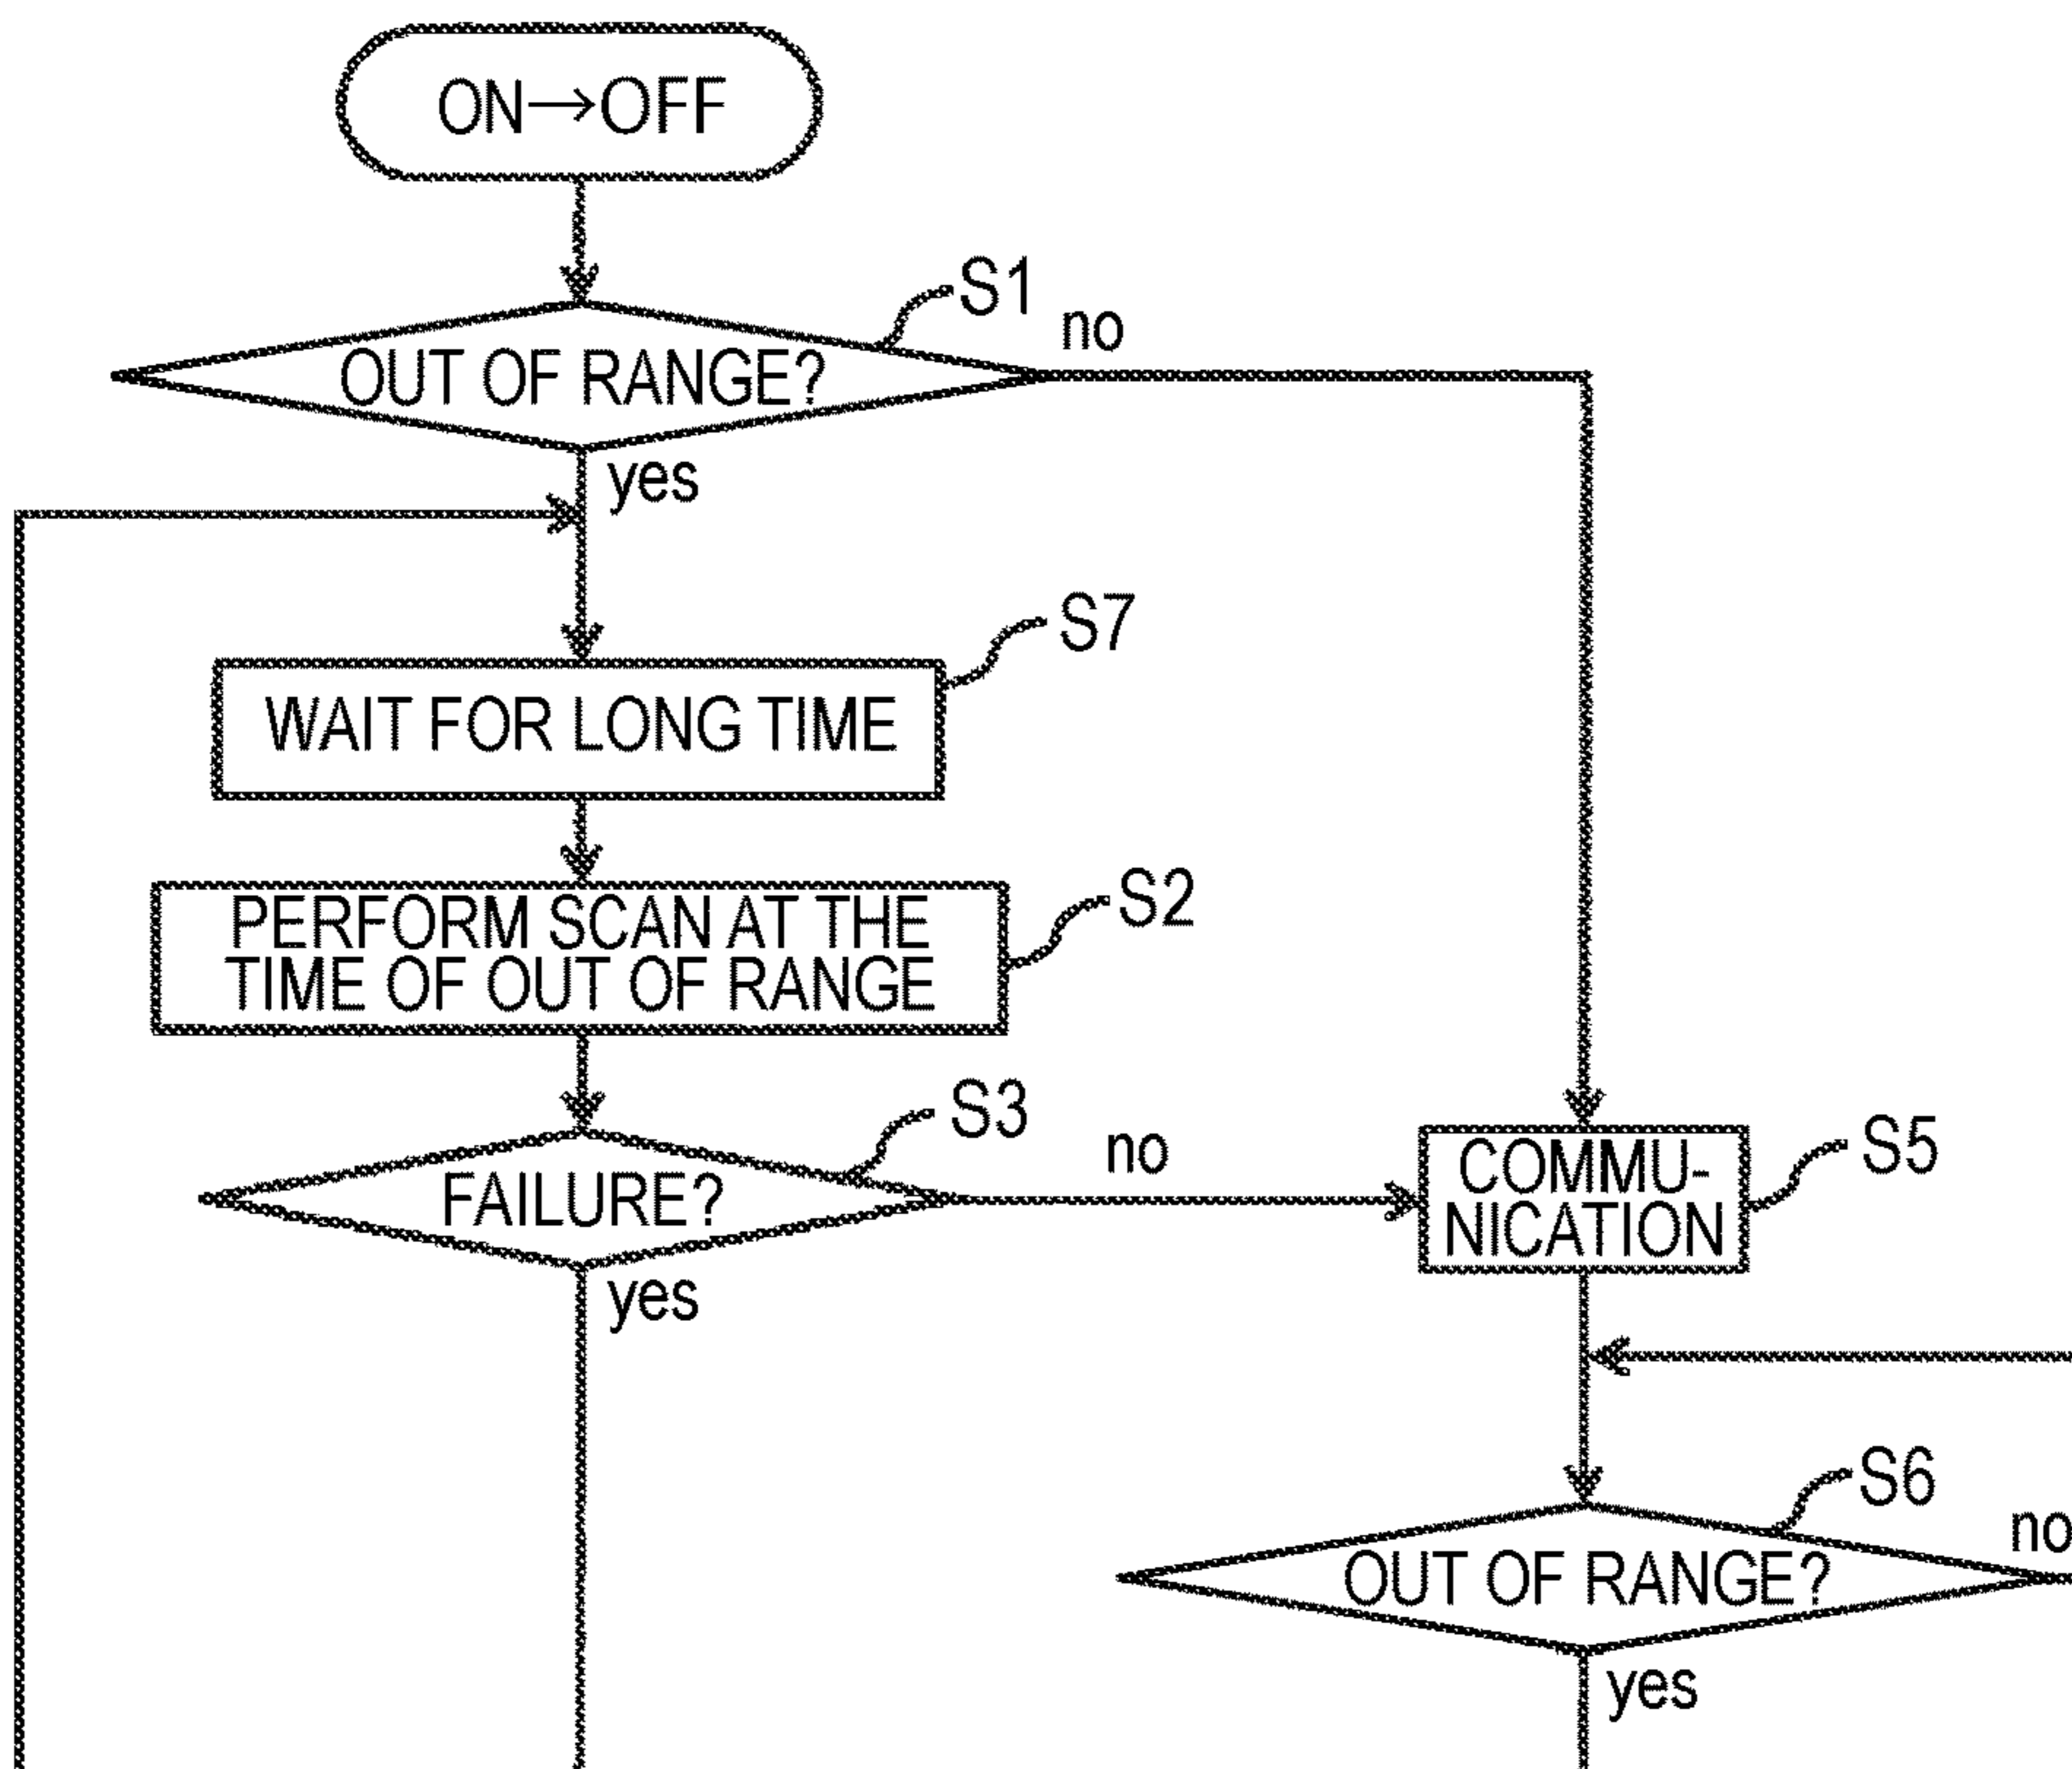 ON→OFF
S1
no
OUT OF RANGE?
yes
S7
WAIT FOR LONG TIME
S2
PERFORM SCAN AT THE
TIME OF OUT OF RANGE
S3
no
FAILURE?
yes
COMMU-
NICATION
S5
S6
no
OUT OF RANGE?
yes